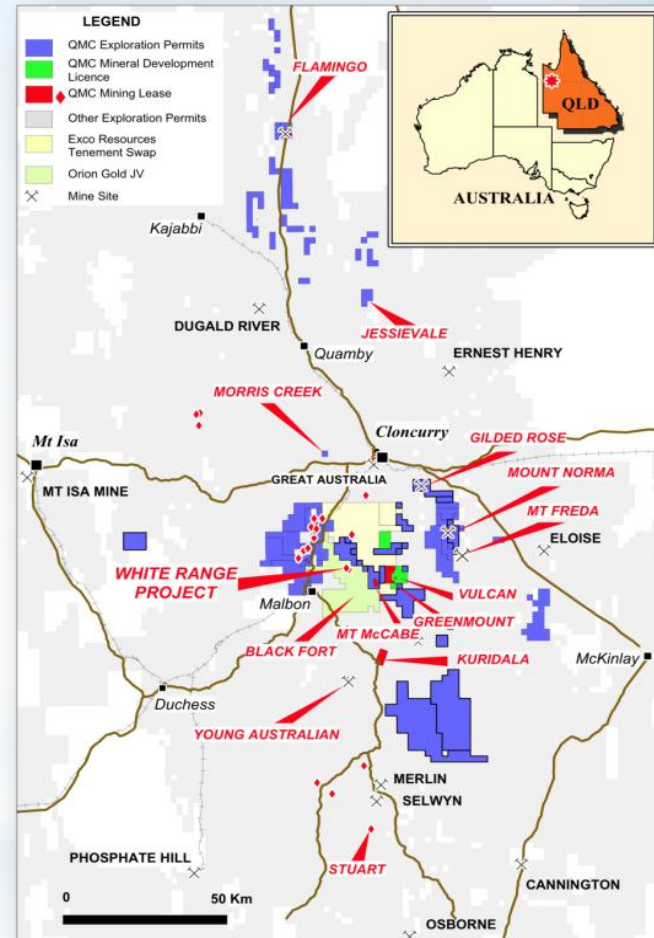 LEGEND
QMC Exploration Permits
QMC Mineral Development
Licence
QMC Mining Lease
Other Exploration Permits
Exco Resources
Tenement Swap
Orion Gold JV
Mine Site
QLD
AUSTRALIA
FLAMINGO
Kajabbi
DUGALD RIVER
JESSIEVALE
Quamby
ERNEST HENRY
MORRIS CREEK
Cloncurry
Mt Isa
GILDED ROSE
GREAT AUSTRALIA
MOUNT NORMA
MT ISA MINE
MT FREDA
ELOISE
WHITE RANGE
PROJECT
VULCAN
Malbon
GREENMOUNT
MT McCABE
BLACK FORT
KURIDALA
McKinlay
Duchess
YOUNG AUSTRALIAN
MERLIN
SELWYN
PHOSPHATE HILL
STUART
CANNINGTON
0 50 Km
OSBORNE